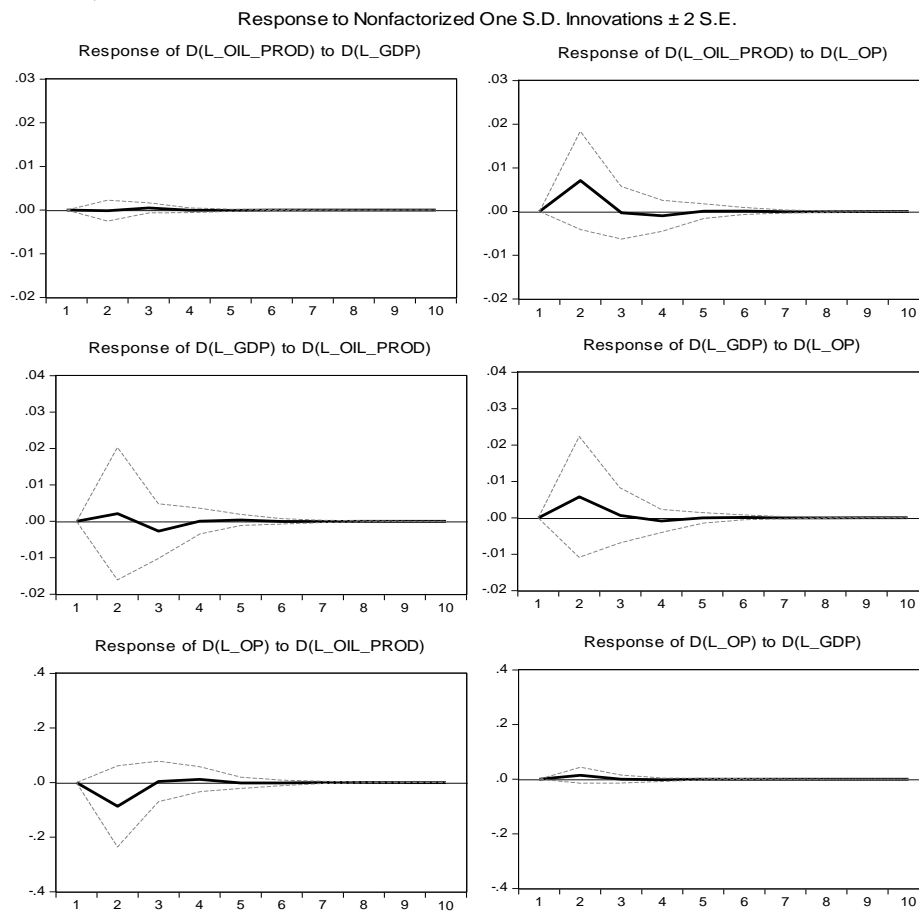 Response to Nonfactorized One S.D. Innovations ± 2 S.E.
Response of D(L_OIL_PROD) to D(L_GDP)
.03
.02
.01
.00
-.01
-.02
1 2 3 4 5 6 7 8 9 10
Response of D(L_OIL_PROD) to D(L_OP)
.03
.02
.01
.00
-.01
-.02
1 2 3 4 5 6 7 8 9 10
Response of D(L_GDP) to D(L_OIL_PROD)
.04
.03
.02
.01
.00
-.01
-.02
1 2 3 4 5 6 7 8 9 10
Response of D(L_GDP) to D(L_OP)
.04
.03
.02
.01
.00
-.01
-.02
1 2 3 4 5 6 7 8 9 10
Response of D(L_OP) to D(L_OIL_PROD)
.4
.2
.0
-.2
-.4
1 2 3 4 5 6 7 8 9 10
Response of D(L_OP) to D(L_GDP)
.4
.2
.0
-.2
-.4
1 2 3 4 5 6 7 8 9 10